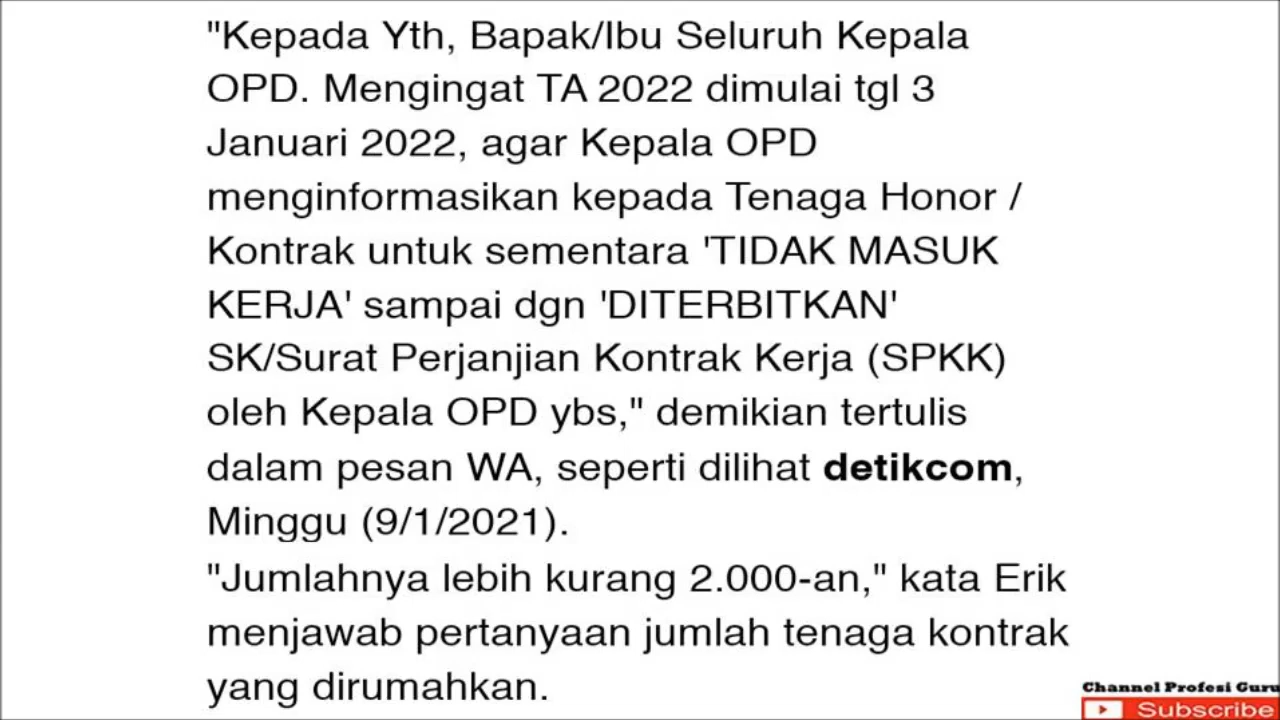 "Kepada Yth, Bapak/Ibu Seluruh Kepala
OPD. Mengingat TA 2022 dimulai tgl 3
Januari 2022, agar Kepala OPD
menginformasikan kepada Tenaga Honor /
Kontrak untuk sementara 'TIDAK MASUK
KERJA' sampai dgn 'DITERBITKAN'
SK/Surat Perjanjian Kontrak Kerja (SPKK)
oleh Kepala OPD ybs," demikian tertulis
dalam pesan WA, seperti dilihat detikcom,
Minggu (9/1/2021).
"Jumlahnya lebih kurang 2.000-an," kata Erik
menjawab pertanyaan jumlah tenaga kontrak
yang dirumahkan.
Channel Profesi Guru
Subscribe